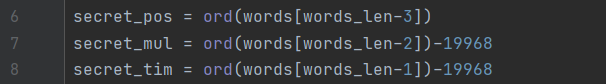 6 secret_pos = ord(words[words_len-3])
7 secret_mul = ord(words[words_len-2])-19968
8 secret_tim = ord(words[words_len-1])-19968